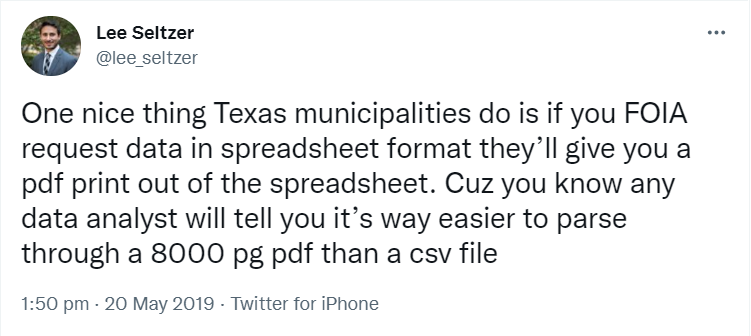 Lee Seltzer
@lee_seltzer
One nice thing Texas municipalities do is if you FOIA
request data in spreadsheet format they’ll give you a
pdf print out of the spreadsheet. Cuz you know any
data analyst will tell you it’s way easier to parse
through a 8000 pg pdf than a csv file
1:50 pm · 20 May 2019 · Twitter for iPhone